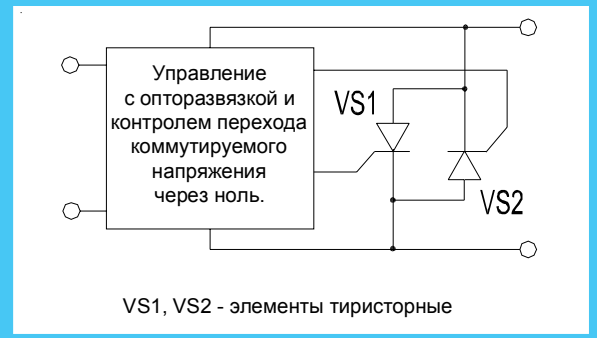 Управление
с опторазвязкой и
контролем перехода
коммутируемого
напряжения
через ноль.
VS1
VS2
VS1, VS2 - элементы тиристорные